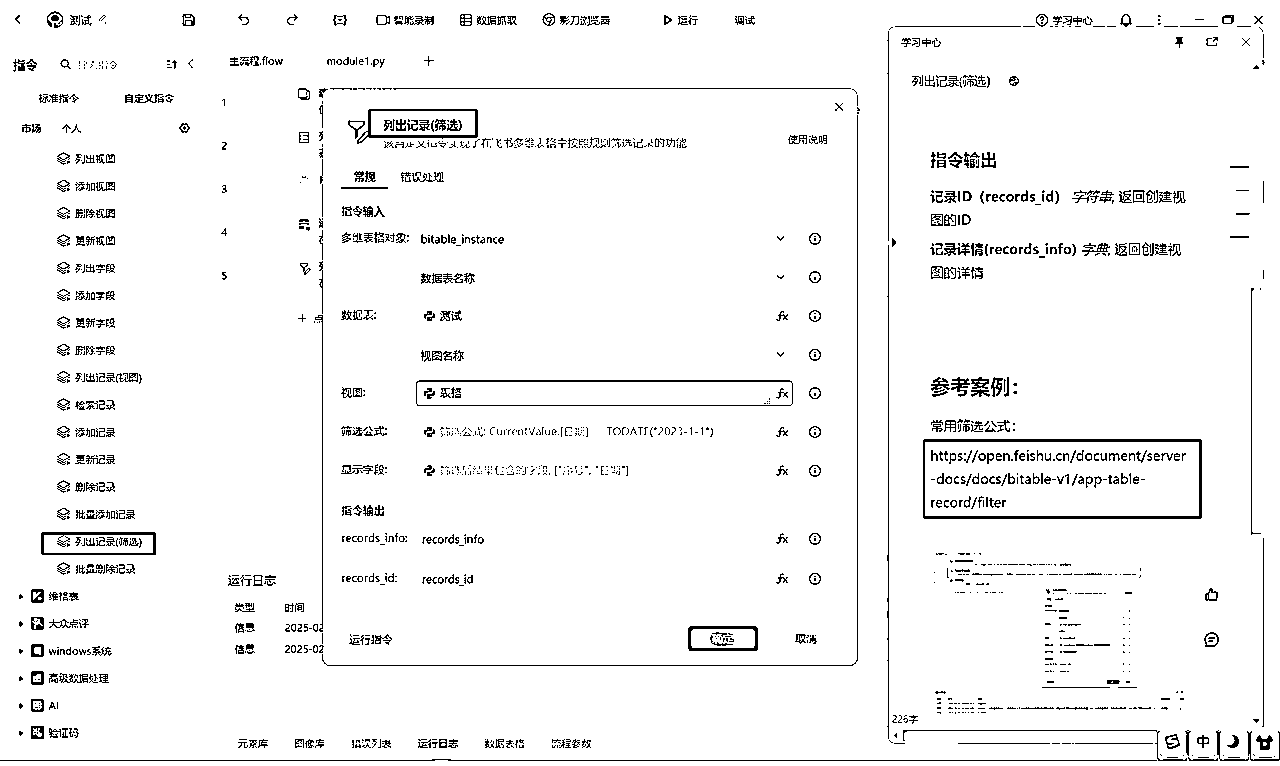 测试
智能录制
数据抓取
影刀浏览器
运行
调试
学习中心
指令
主流程.flow
module1.py
标准指令
自定义指令
市场
个人
列出视图
添加视图
删除视图
更新视图
列出字段
添加字段
更新字段
删除字段
列出记录(视图)
检索记录
添加记录
更新记录
删除记录
批量添加记录
列出记录(筛选)
批量删除记录
维格表
大众点评
windows系统
高级数据处理
AI
验证码
1
2
3
4
5
运行日志
类型 时间
信息 2025-02
信息 2025-02
元素库
图像库
错误列表
运行日志
数据表格
流程参数
列出记录(筛选)
该自定义指令实现了在飞书多维表格中按照规则筛选记录的功能
使用说明
常规
错误处理
指令输入
多维表格对象: bitable_instance
数据表名称
数据表: 测试
视图名称
视图: 表格
筛选公式: 筛选公式: CurrentValue.[日期] TODATE("2023-1-1")
显示字段:
指令输出
records_info: records_info
records_id: records_id
运行指令
确定
取消
学习中心
列出记录(筛选)
指令输出
记录ID（records_id）字符串, 返回创建视
图的ID
记录详情(records_info) 字典, 返回创建视
图的详情
参考案例：
常用筛选公式：
https://open.feishu.cn/document/server
-docs/docs/bitable-v1/app-table-
record/filter
226字
中